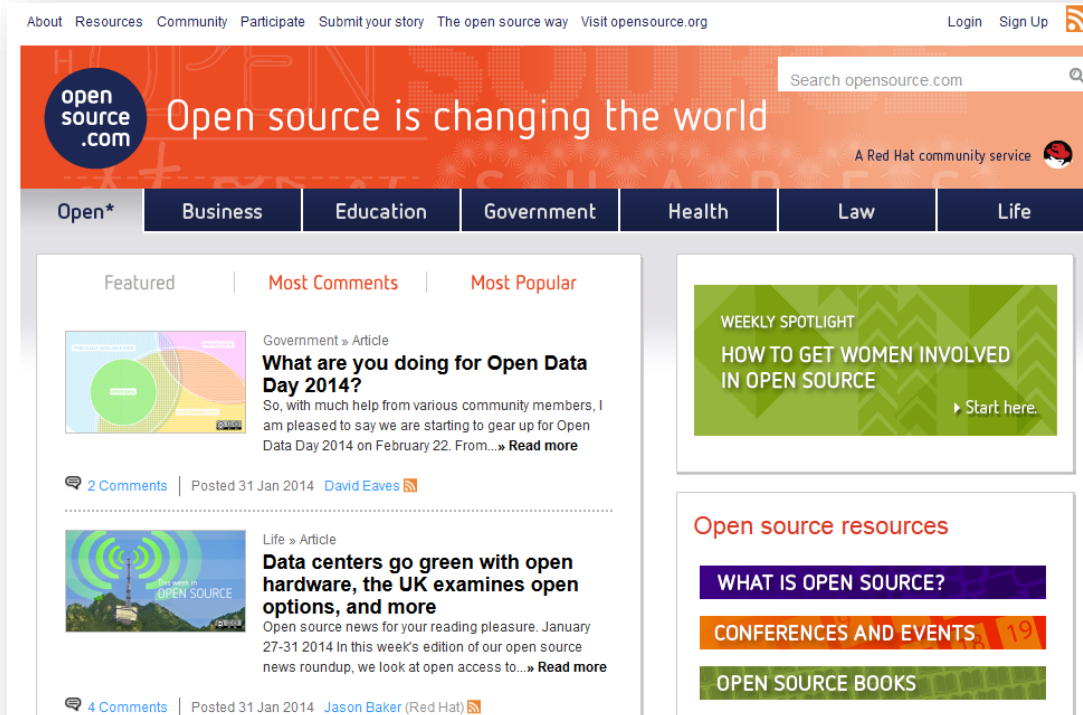 About Resources Community Participate Submit your story The open source way Visit opensource.org
Login Sign Up
open
source
.com
Open source is changing the world
Search opensource.com
A Red Hat community service
Open* Business Education Government Health Law Life
Featured Most Comments Most Popular
Government » Article
What are you doing for Open Data
Day 2014?
So, with much help from various community members, I
am pleased to say we are starting to gear up for Open
Data Day 2014 on February 22. From...» Read more
2 Comments Posted 31 Jan 2014 David Eaves
This week in
OPEN SOURCE
Life » Article
Data centers go green with open
hardware, the UK examines open
options, and more
Open source news for your reading pleasure. January
27-31 2014 In this week's edition of our open source
news roundup, we look at open access to...» Read more
4 Comments Posted 31 Jan 2014 Jason Baker (Red Hat)
WEEKLY SPOTLIGHT
HOW TO GET WOMEN INVOLVED
IN OPEN SOURCE
Start here.
Open source resources
WHAT IS OPEN SOURCE?
CONFERENCES AND EVENTS
OPEN SOURCE BOOKS